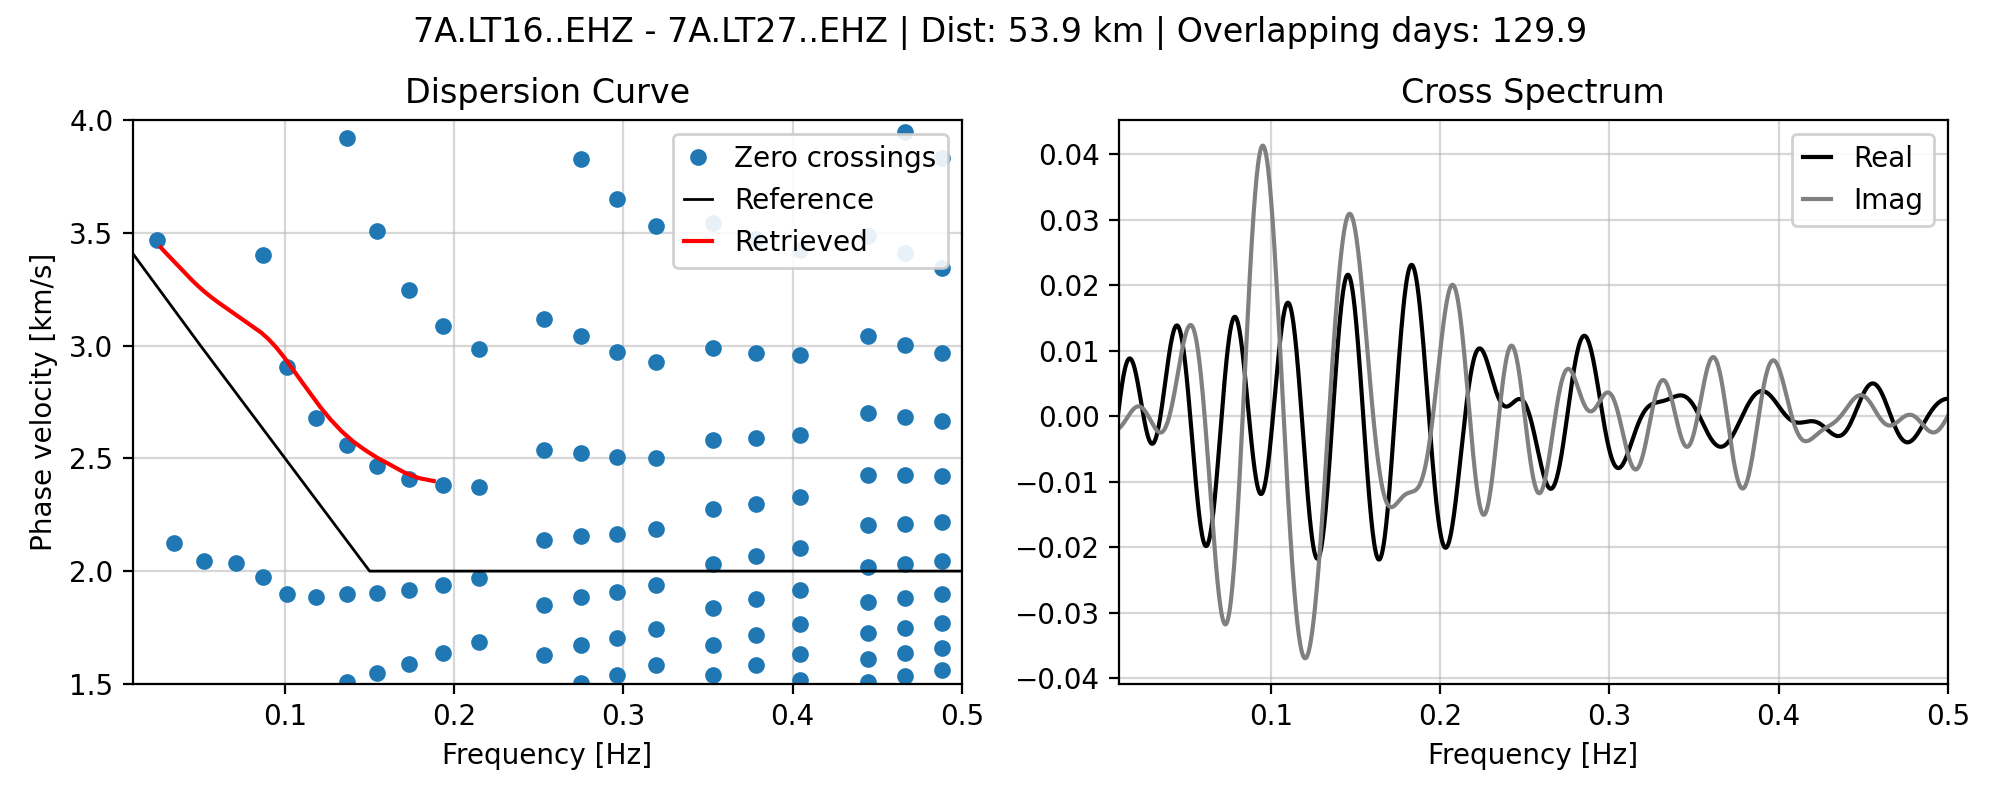 7A.LT16..EHZ - 7A.LT27..EHZ | Dist: 53.9 km | Overlapping days: 129.9
Dispersion Curve
4.0
3.5
3.0
2.5
2.0
1.5
Phase velocity [km/s]
Zero crossings
Reference
Retrieved
0.1
0.2
0.3
0.4
0.5
Frequency [Hz]
Cross Spectrum
0.04
0.03
0.02
0.01
0.00
−0.01
−0.02
−0.03
−0.04
Real
Imag
0.1
0.2
0.3
0.4
0.5
Frequency [Hz]